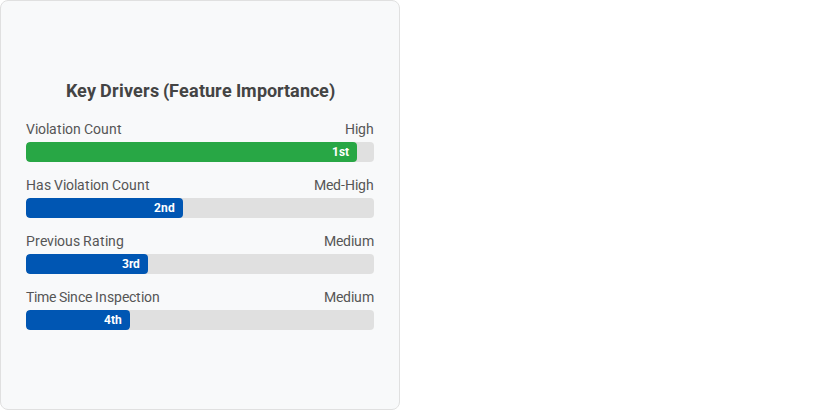 Key Drivers (Feature Importance)
Violation Count High
1st
Has Violation Count Med-High
2nd
Previous Rating Medium
3rd
Time Since Inspection Medium
4th